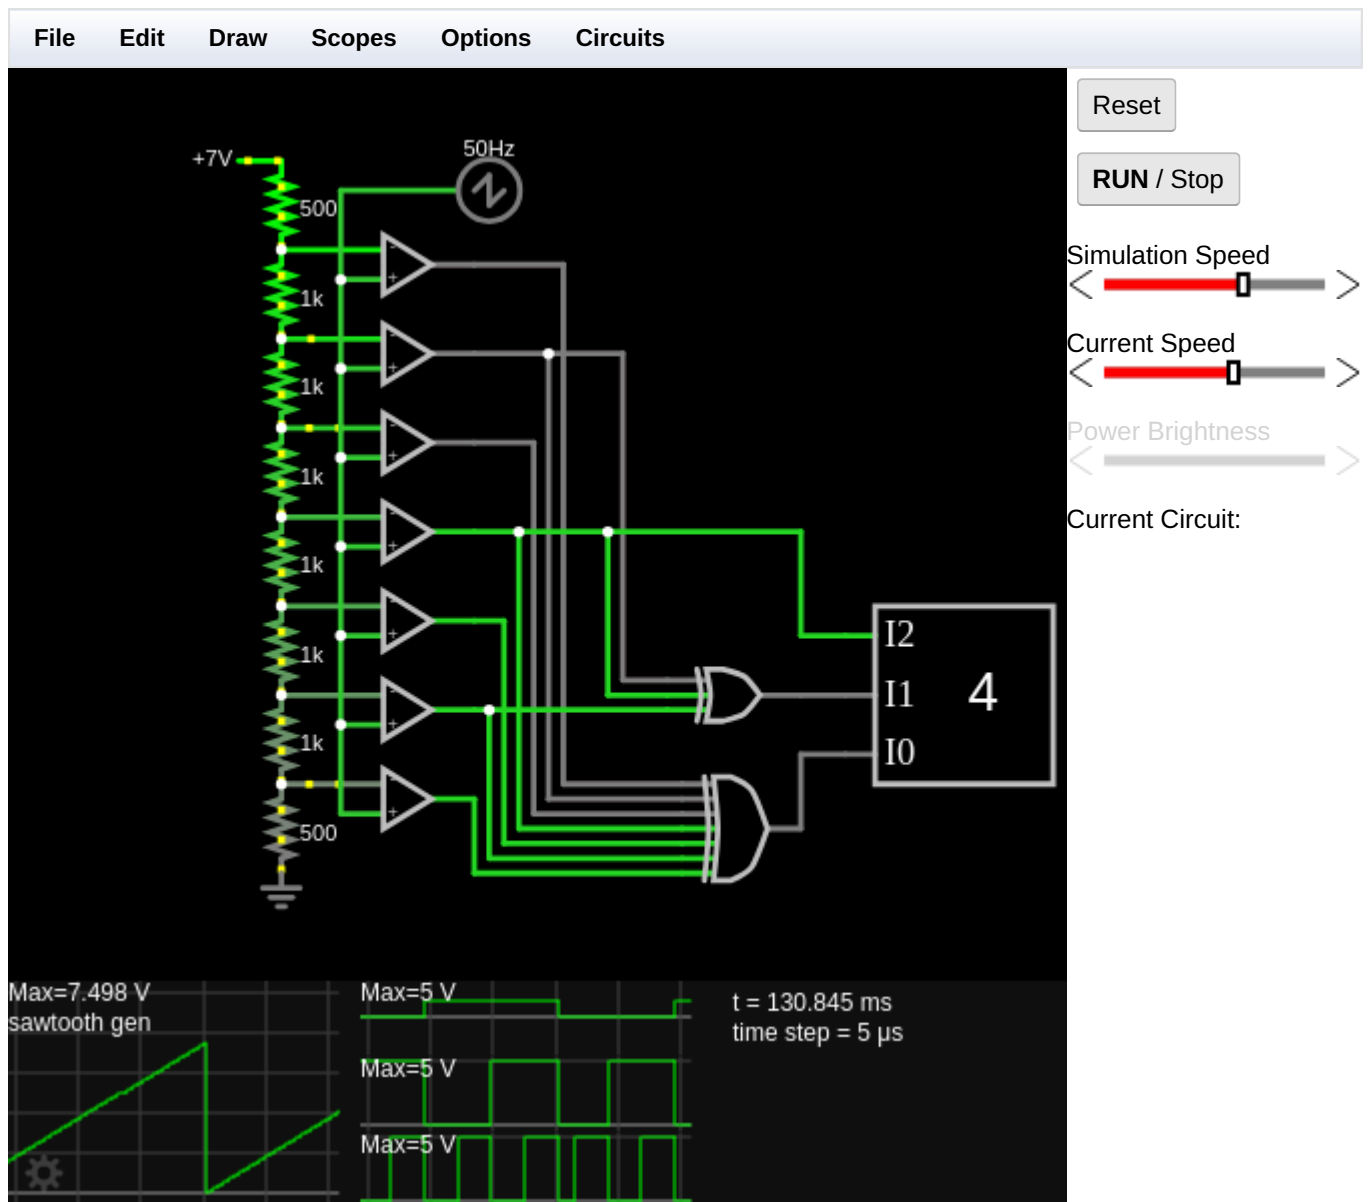 File Edit Draw Scopes Options Circuits
Reset
RUN / Stop
Simulation Speed
Current Speed
Power Brightness
Current Circuit:
50Hz
+7V
500
1k
1k
1k
1k
1k
1k
500
- +
- +
- +
- +
- +
- +
- +
I2
I1
I0
4
Max=7.498 V
sawtooth gen
Max=5 V
Max=5 V
Max=5 V
t = 130.845 ms
time step = 5 μs